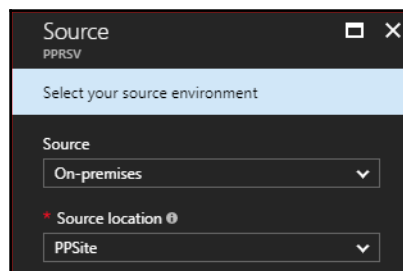 Source
PPRSV
Select your source environment
Source
On-premises
* Source location
PPSite